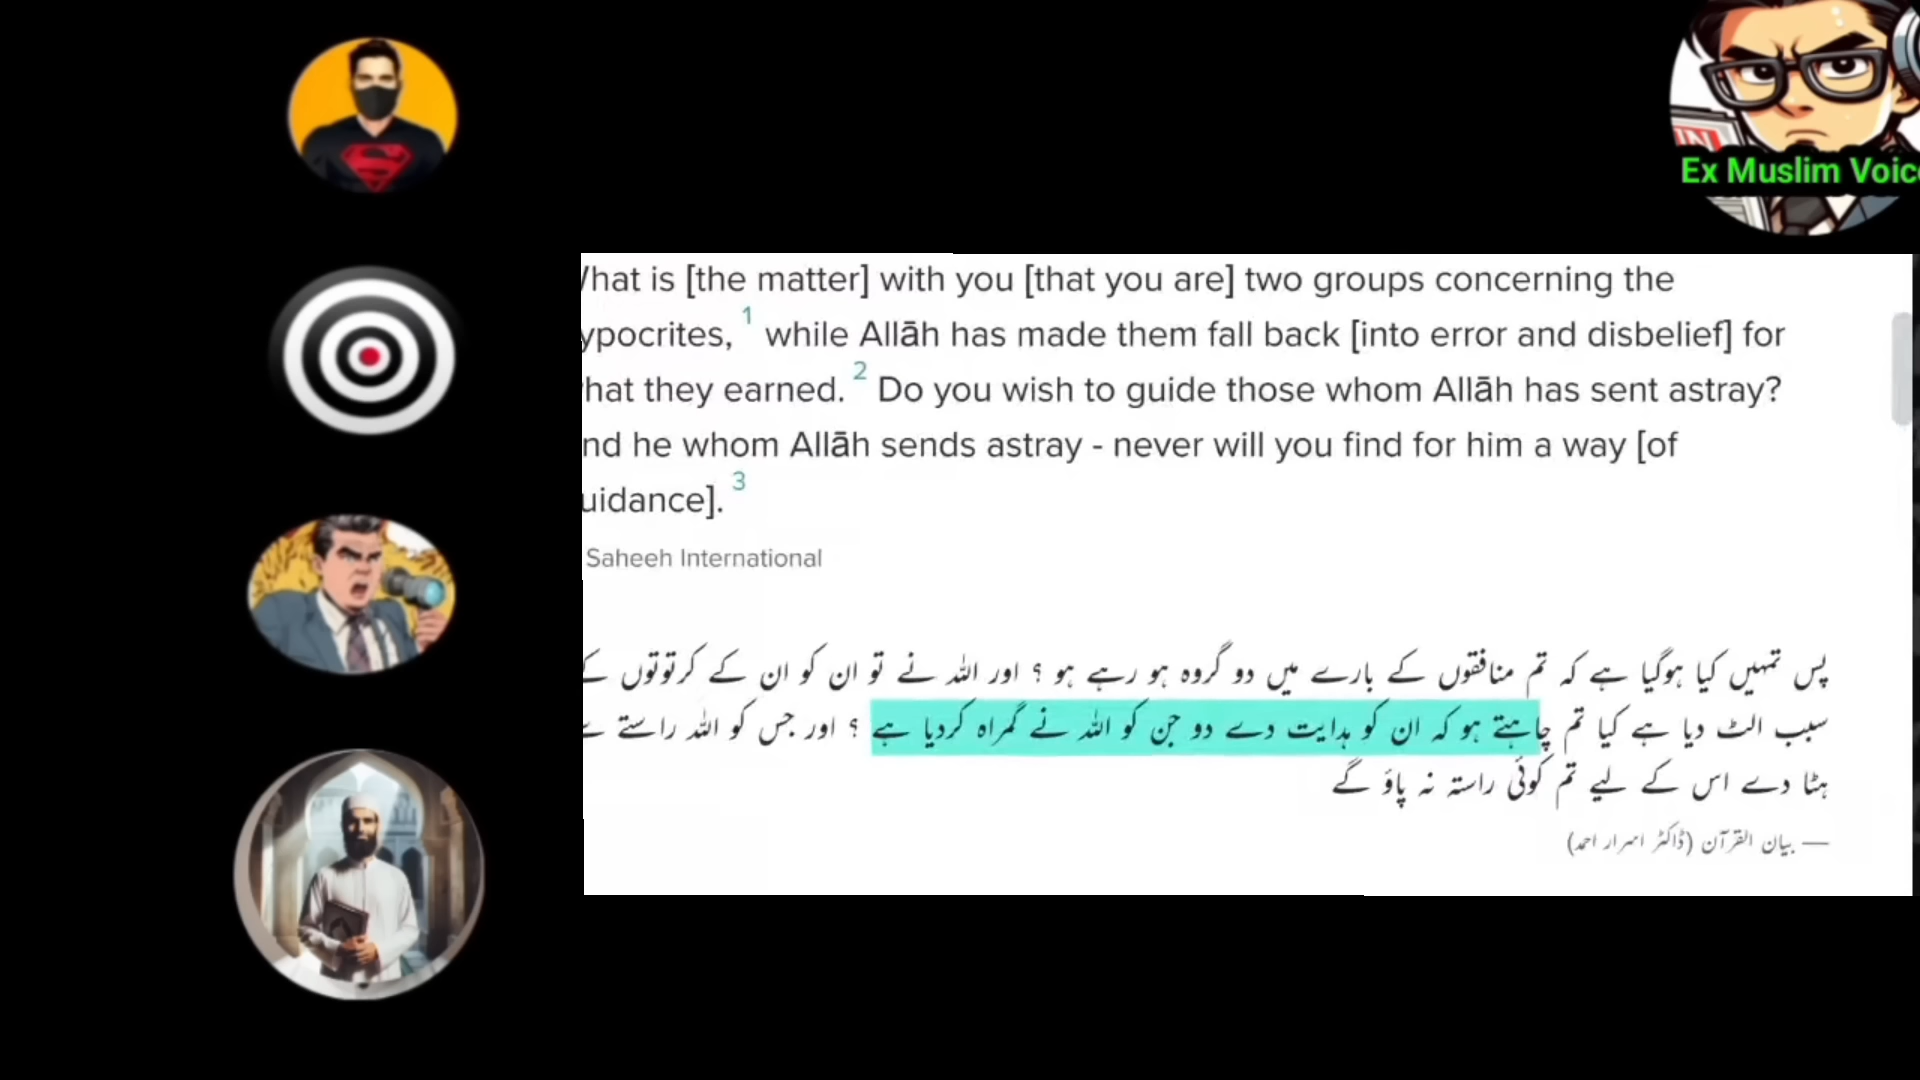 Ex Muslim Voice
hat is [the matter] with you [that you are] two groups concerning the
ypocrites, 1 while Allāh has made them fall back [into error and disbelief] for
hat they earned. 2 Do you wish to guide those whom Allāh has sent astray?
nd he whom Allāh sends astray - never will you find for him a way [of
uidance]. 3
Saheeh International
پس تمہیں کیا ہوگیا ہے کہ تم منافقوں کے بارے میں دو گروہ ہو رہے ہو ؟ اور اللہ نے تو ان کو ان کے کرتوتوں کے
سبب الٹ دیا ہے کیا تم چاہتے ہو کہ ان کو ہدایت دے دو جن کو اللہ نے گمراہ کردیا ہے ؟ اور جس کو اللہ راستے سے
ہٹا دے اس کے لیے تم کوئی راستہ نہ پاؤ گے
— بیان القرآن (ڈاکٹر اسرار احمد)